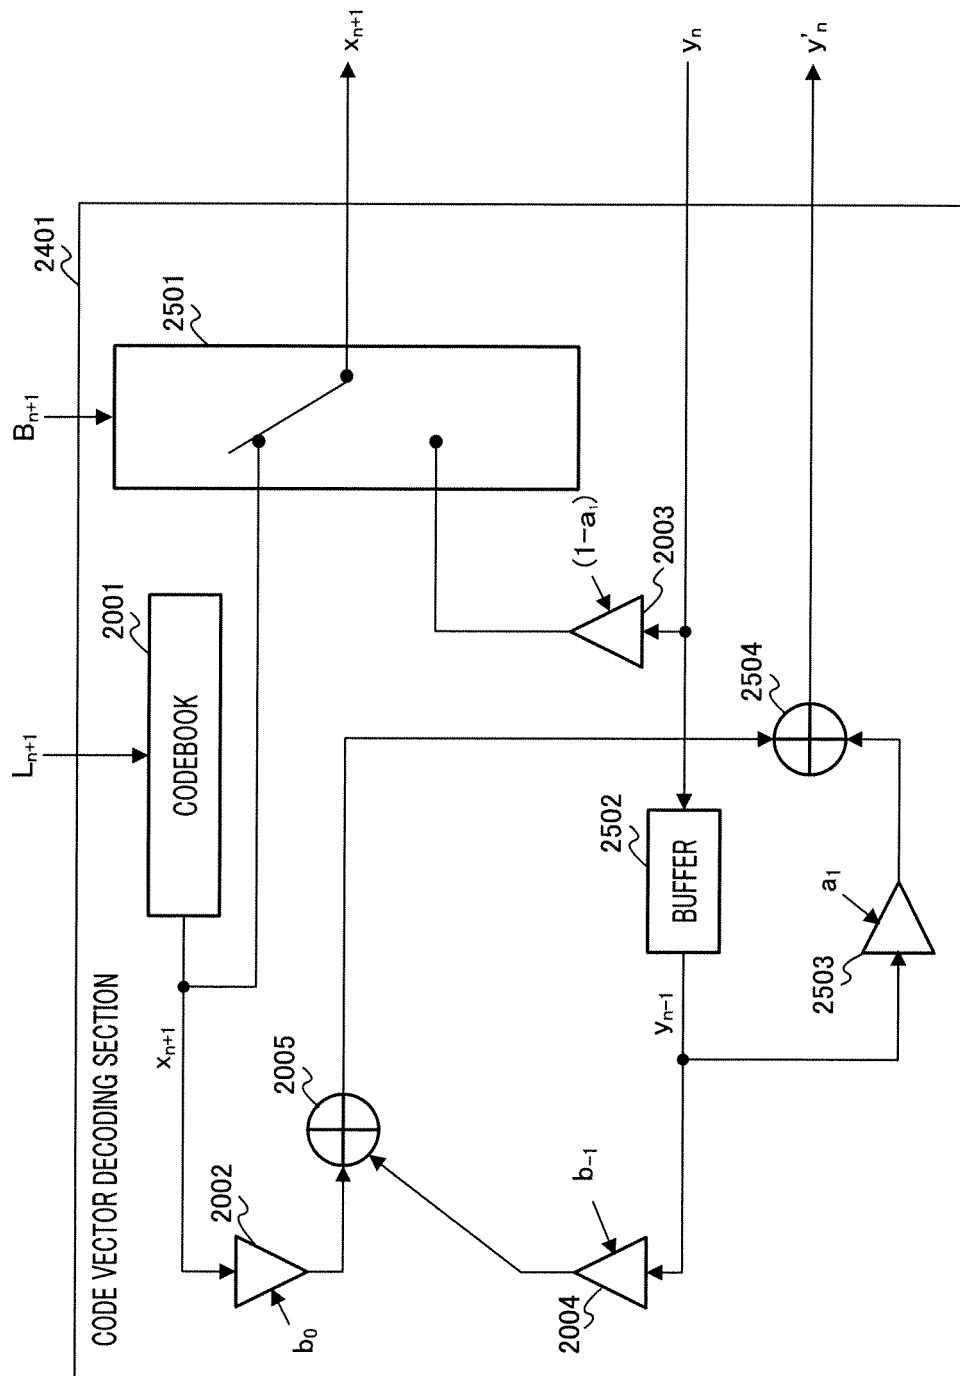 CODE VECTOR DECODING SECTION
2401
L_{n+1}
B_{n+1}
2001
CODEBOOK
2501
x_{n+1}
x_{n+1}
2002
b_0
2005
(1−a_1)
2003
y_n
2004
b_{-1}
y_{n−1}
2502
BUFFER
2504
y'_n
2503
a_1